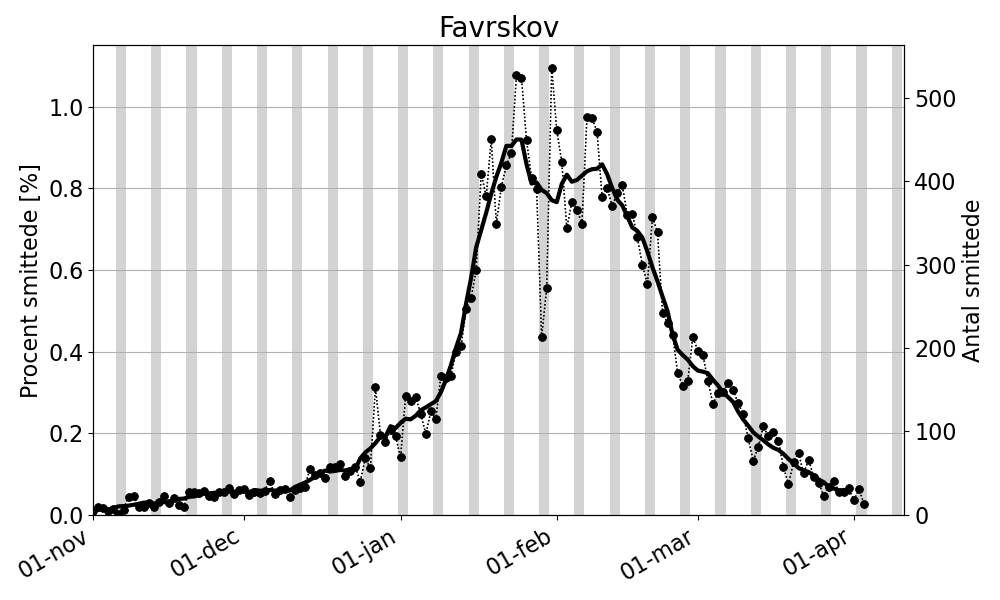 Favrskov
Procent smittede [%]
1.0
0.8
0.6
0.4
0.2
0.0
500
400
300
200
100
0
Antal smittede
01-nov
01-dec
01-jan
01-feb
01-mar
01-apr